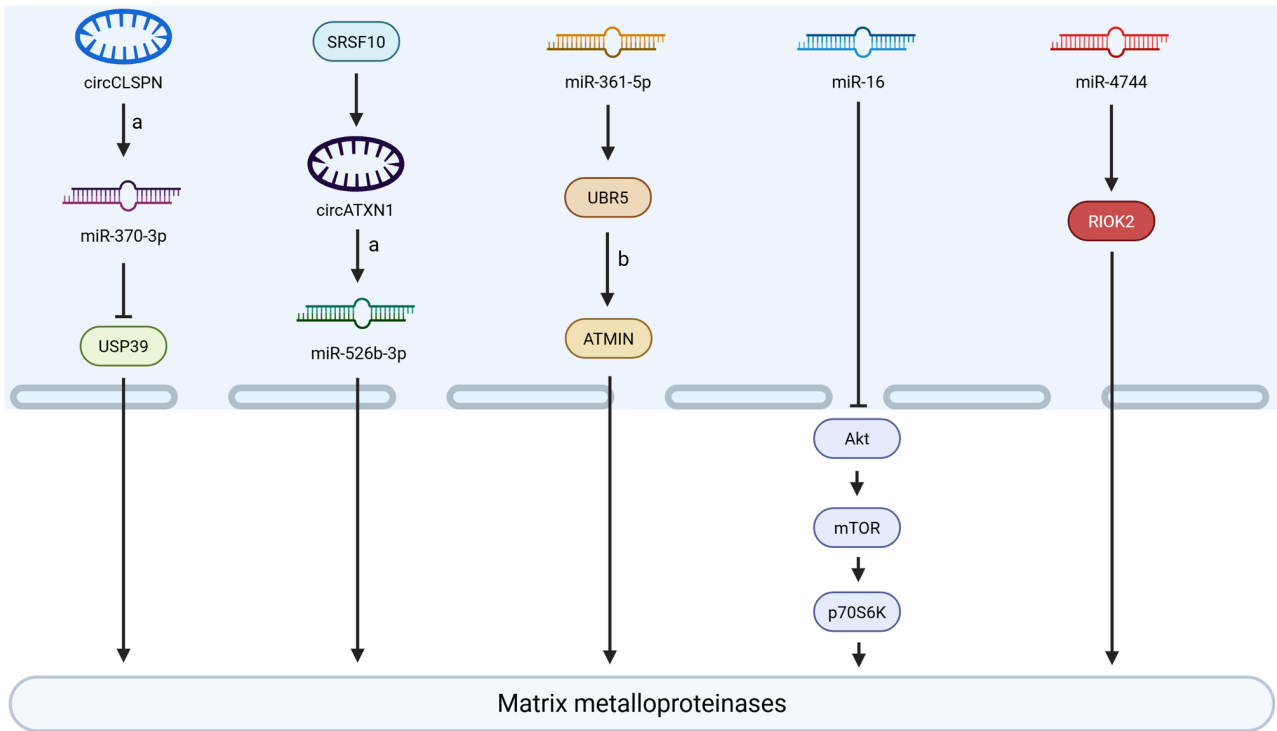 circCLSPN
a
miR-370-3p
USP39
SRSF10
circATXN1
a
miR-526b-3p
miR-361-5p
UBR5
b
ATMIN
miR-16
Akt
mTOR
p70S6K
miR-4744
RIOK2
Matrix metalloproteinases